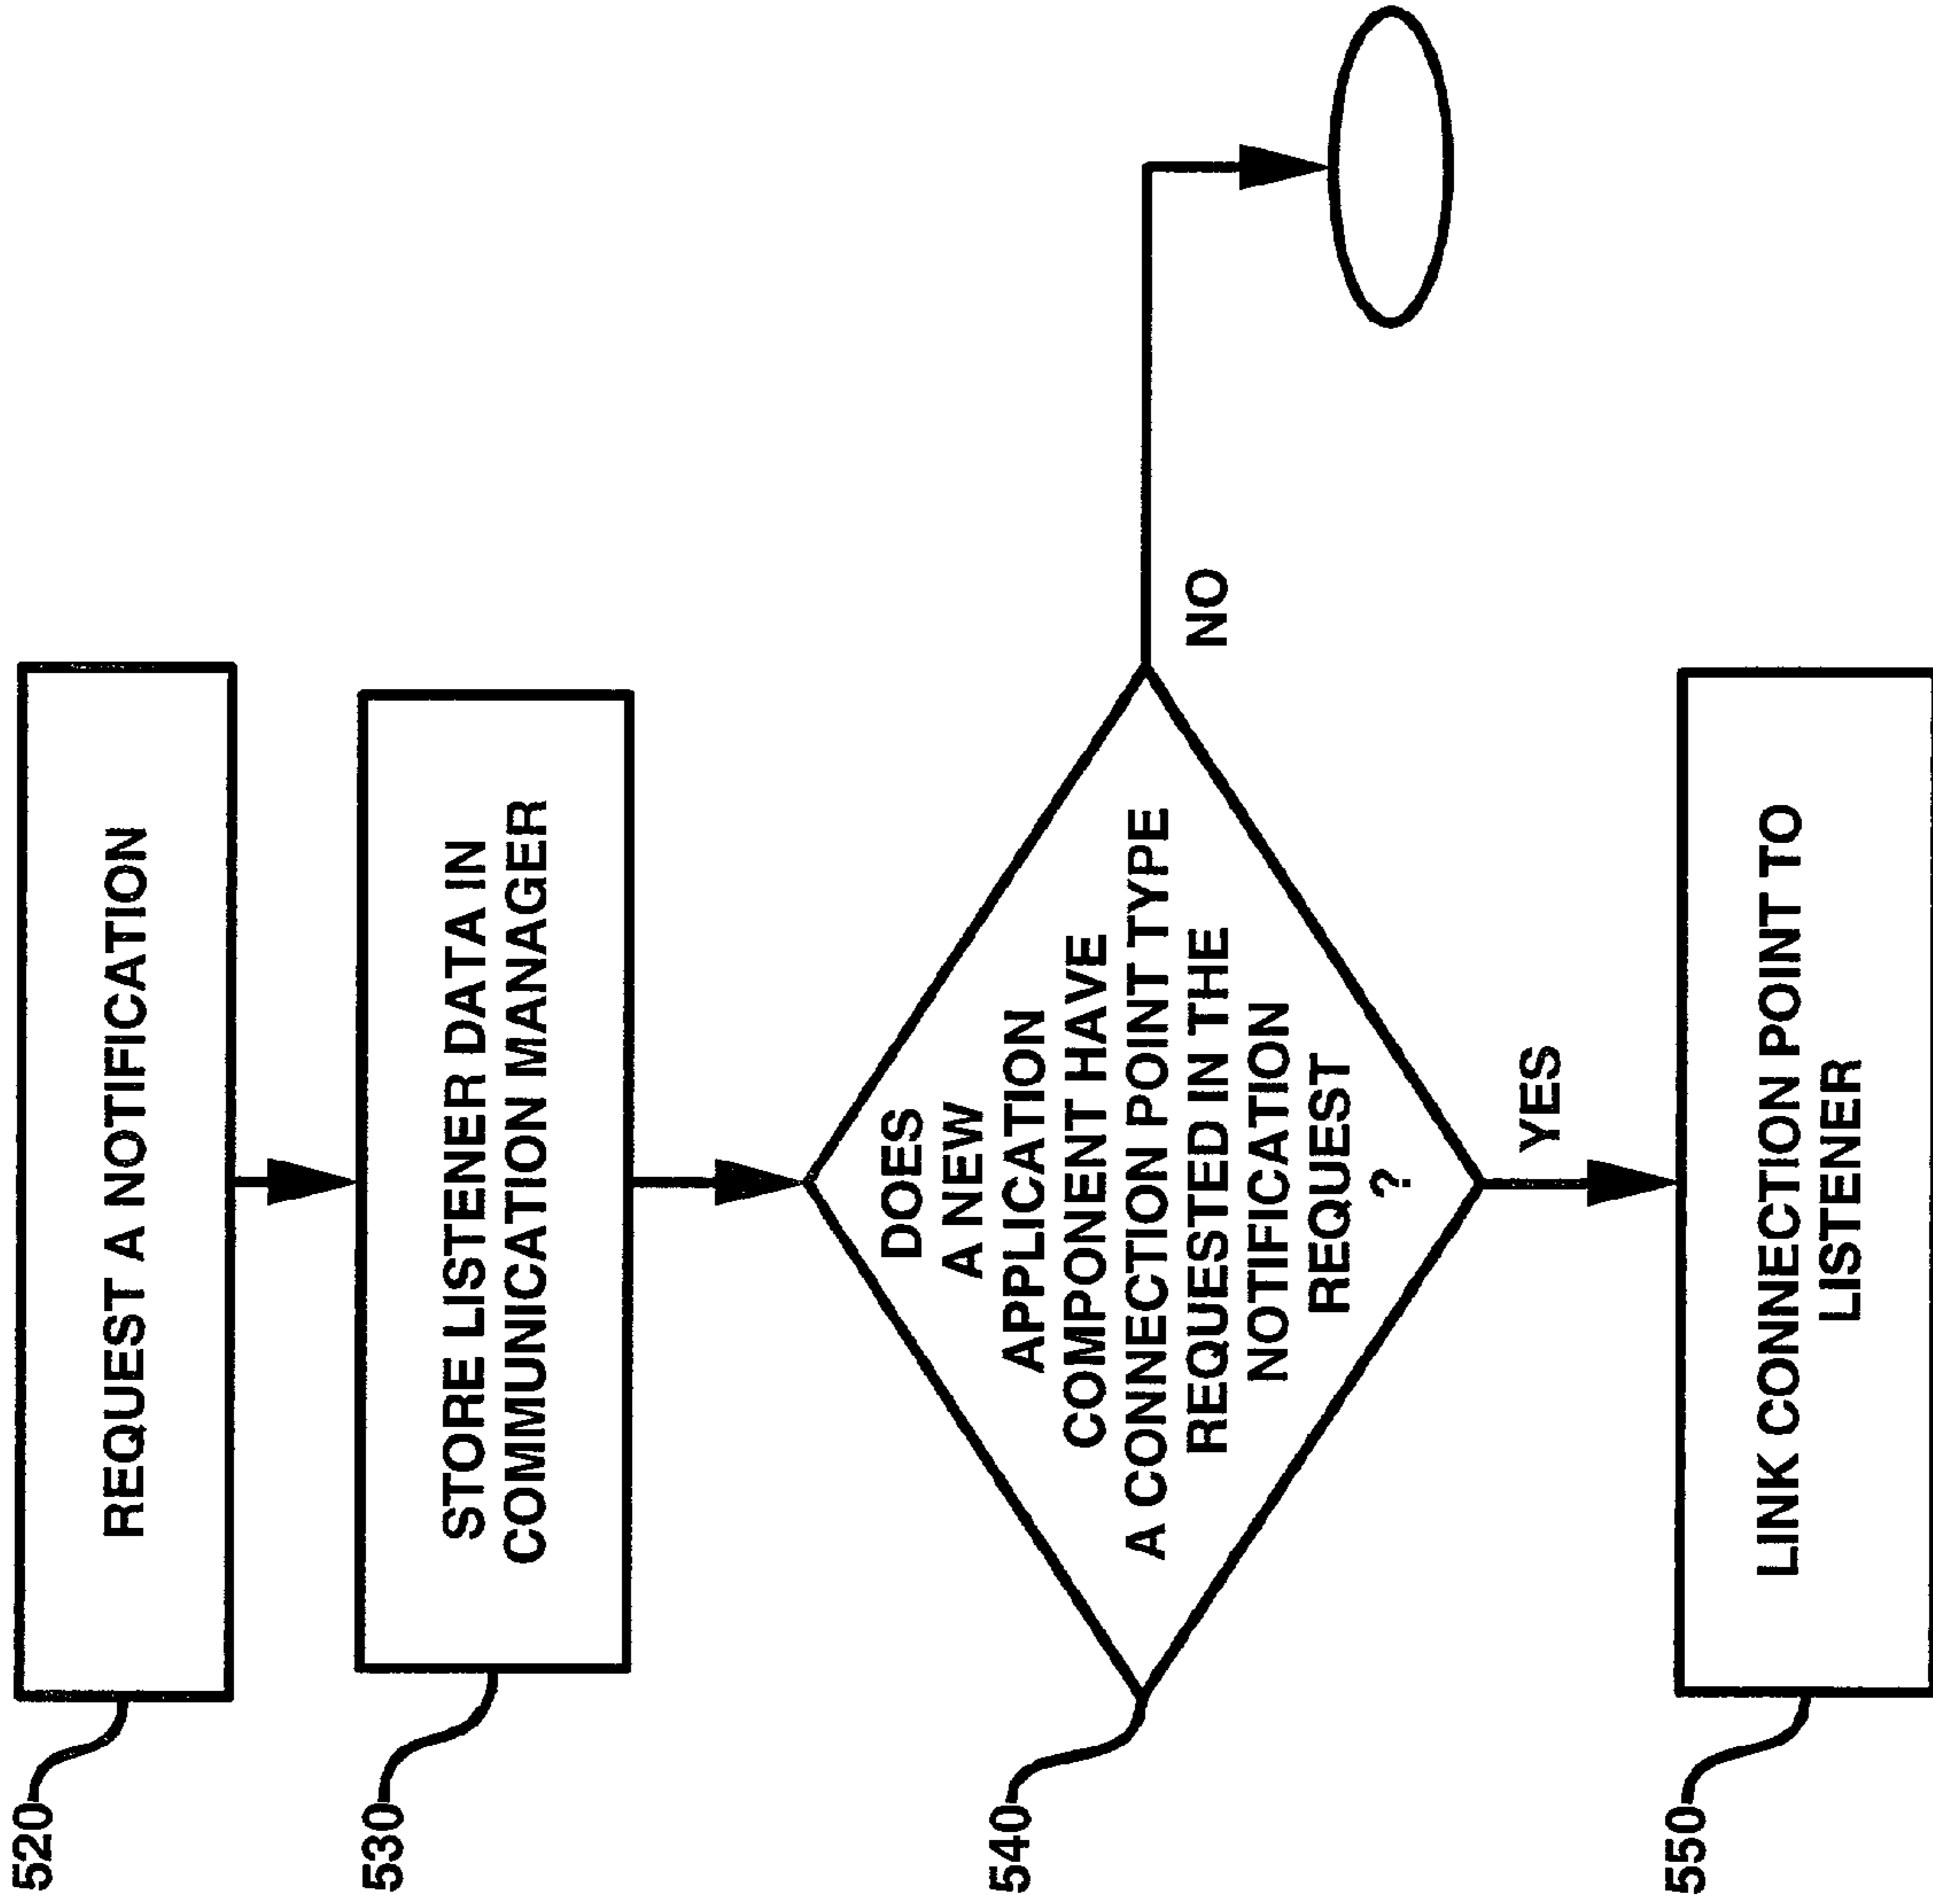 520
REQUEST A NOTIFICATION
530
STORE LISTENER DATA IN
COMMUNICATION MANAGER
540
DOES
A NEW
APPLICATION
COMPONENT HAVE
A CONNECTION POINT TYPE
REQUESTED IN THE
NOTIFICATION
REQUEST
?
NO
YES
550
LINK CONNECTION POINT TO
LISTENER